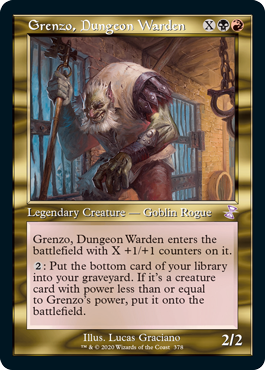 Grenzo, Dungeon Warden X
Legendary Creature — Goblin Rogue
Grenzo, Dungeon Warden enters the
battlefield with X +1/+1 counters on it.
2: Put the bottom card of your library
into your graveyard. If it's a creature
card with power less than or equal
to Grenzo's power, put it onto the
battlefield.
Illus. Lucas Graciano
2/2
™ & © 2020 Wizards of the Coast 378